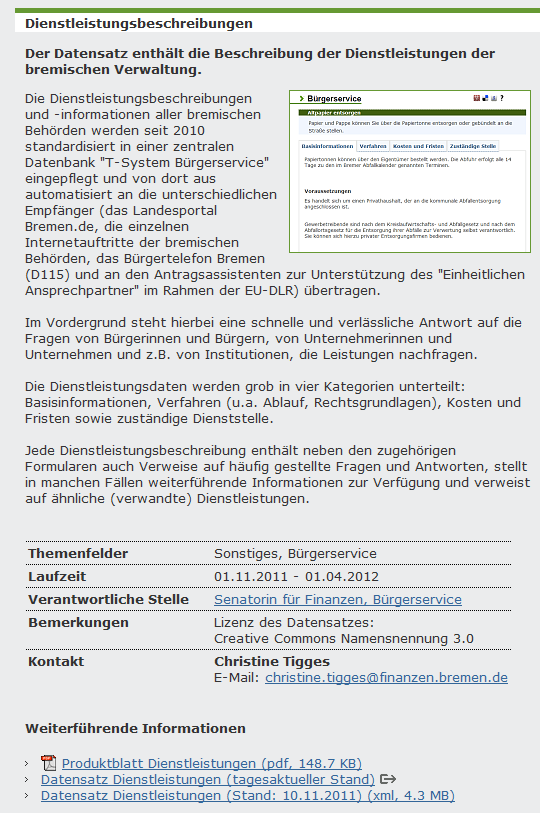 Dienstleistungsbeschreibungen
Der Datensatz enthält die Beschreibung der Dienstleistungen der
bremischen Verwaltung.
Die Dienstleistungsbeschreibungen
und -informationen aller bremischen
Behörden werden seit 2010
standardisiert in einer zentralen
Datenbank "T-System Bürgerservice"
eingepflegt und von dort aus
automatisiert an die unterschiedlichen
Empfänger (das Landesportal
Bremen.de, die einzelnen
Internetauftritte der bremischen
Behörden, das Bürgertelefon Bremen
(D115) und an den Antragsassistenten zur Unterstützung des "Einheitlichen
Ansprechpartner" im Rahmen der EU-DLR) übertragen.
Bürgerservice
?
Altpapier entsorgen
Papier und Pappe können Sie über die Papiertonne entsorgen oder gebündelt an die
Straße stellen.
Basisinformationen Verfahren Kosten und Fristen Zuständige Stelle
Papiertonnen können über den Eigentümer bestellt werden. Die Abfuhr erfolgt alle 14
Tage zu den im Bremer Abfallkalender genannten Terminen.
Voraussetzungen
Es handelt sich um einen Privathaushalt, der an die kommunale Abfallentsorgung
angeschlossen ist.
Gewerbetreibende sind nach dem Kreislaufwirtschafts- und Abfallgesetz und nach dem
Abfallortsgesetz für die Entsorgung ihrer Abfälle zur Verwertung selbst verantwortlich.
Sie können sich hierzu privater Entsorgungsfirmen bedienen.
Im Vordergrund steht hierbei eine schnelle und verlässliche Antwort auf die
Fragen von Bürgerinnen und Bürgern, von Unternehmerinnen und
Unternehmen und z.B. von Institutionen, die Leistungen nachfragen.
Die Dienstleistungsdaten werden grob in vier Kategorien unterteilt:
Basisinformationen, Verfahren (u.a. Ablauf, Rechtsgrundlagen), Kosten und
Fristen sowie zuständige Dienststelle.
Jede Dienstleistungsbeschreibung enthält neben den zugehörigen
Formularen auch Verweise auf häufig gestellte Fragen und Antworten, stellt
in manchen Fällen weiterführende Informationen zur Verfügung und verweist
auf ähnliche (verwandte) Dienstleistungen.
Themenfelder Sonstiges, Bürgerservice
Laufzeit 01.11.2011 - 01.04.2012
Verantwortliche Stelle Senatorin für Finanzen, Bürgerservice
Bemerkungen Lizenz des Datensatzes:
Creative Commons Namensnennung 3.0
Kontakt Christine Tigges
E-Mail: christine.tigges@finanzen.bremen.de
Weiterführende Informationen
Produktblatt Dienstleistungen (pdf, 148.7 KB)
Datensatz Dienstleistungen (tagesaktueller Stand)
Datensatz Dienstleistungen (Stand: 10.11.2011) (xml, 4.3 MB)